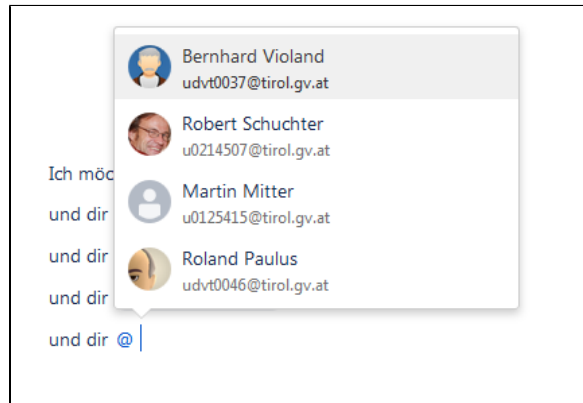 Bernhard Violand
udvt0037@tirol.gv.at
Robert Schuchter
u0214507@tirol.gv.at
Martin Mitter
u0125415@tirol.gv.at
Roland Paulus
udvt0046@tirol.gv.at
Ich möc
und dir
und dir
und dir
und dir @